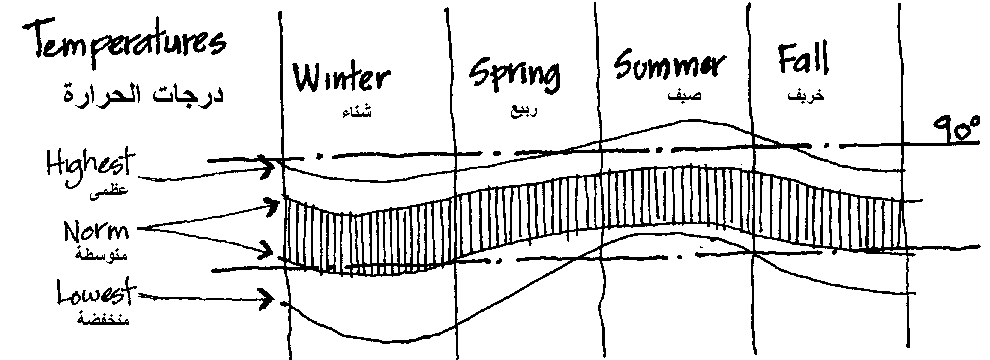 Temperatures
درجات الحرارة
Winter
شتاء
Spring
ربيع
Summer
صيف
Fall
خريف
90°
Highest
عظمى
Norm
متوسطة
Lowest
منخفضة